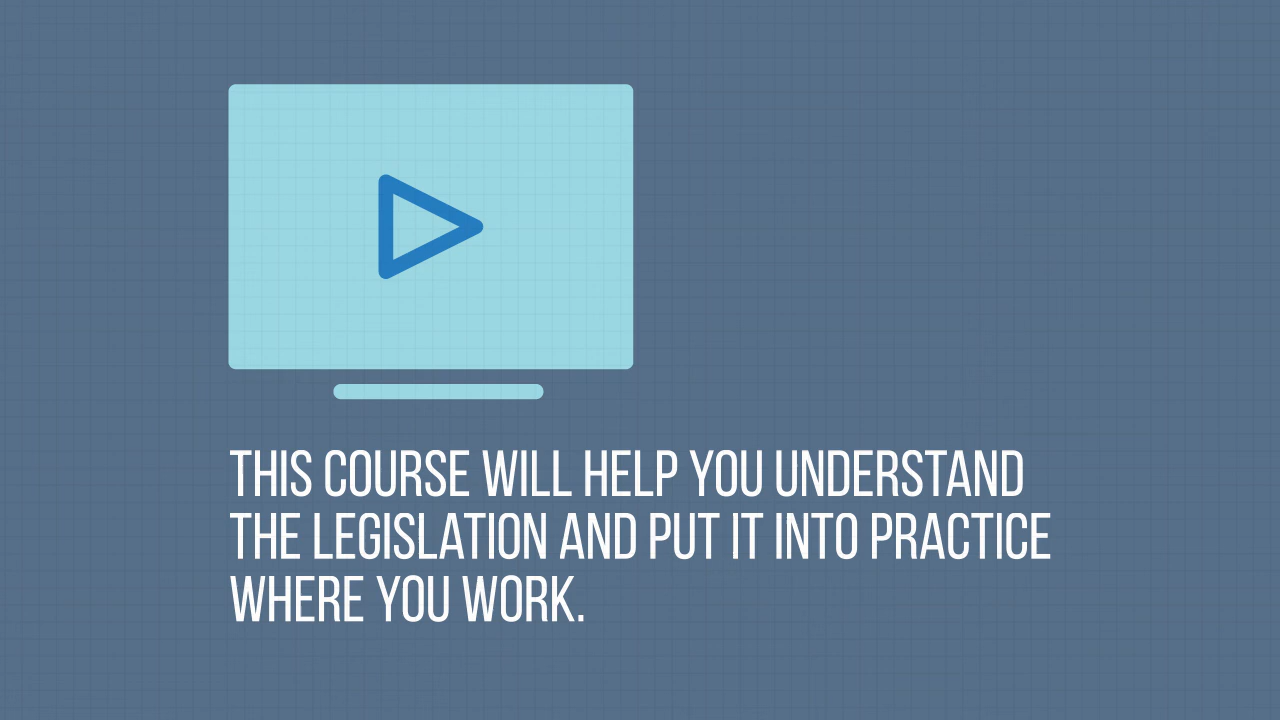 THIS COURSE WILL HELP YOU UNDERSTAND
THE LEGISLATION AND PUT IT INTO PRACTICE
WHERE YOU WORK.